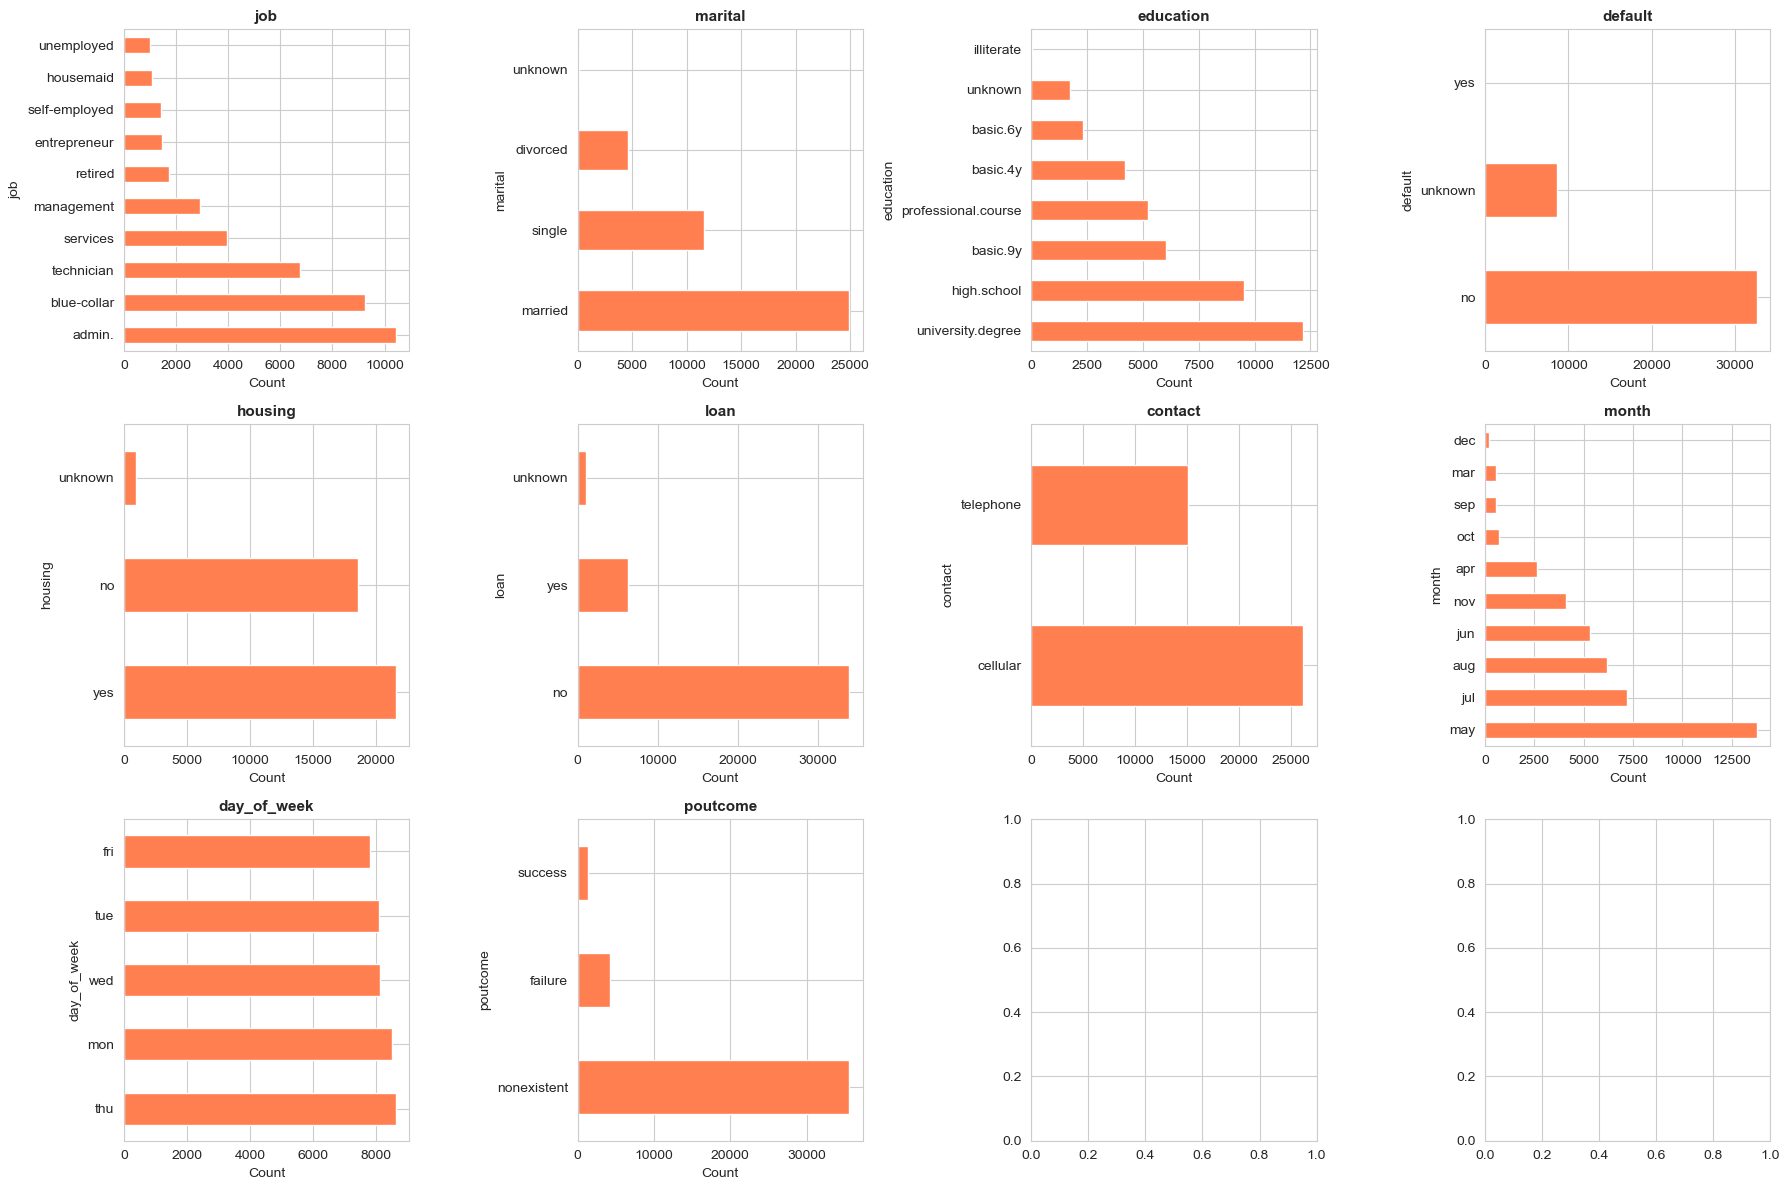 job
unemployed
housemaid
self-employed
entrepreneur
retired
management
services
technician
blue-collar
admin.
job
0 2000 4000 6000 8000 10000
Count
marital
unknown
divorced
single
married
marital
0 5000 10000 15000 20000 25000
Count
education
illiterate
unknown
basic.6y
basic.4y
professional.course
basic.9y
high.school
university.degree
education
0 2500 5000 7500 10000 12500
Count
default
yes
unknown
no
default
0 10000 20000 30000
Count
housing
unknown
no
yes
housing
0 5000 10000 15000 20000
Count
loan
unknown
yes
no
loan
0 10000 20000 30000
Count
contact
telephone
cellular
contact
0 5000 10000 15000 20000 25000
Count
month
dec
mar
sep
oct
apr
nov
jun
aug
jul
may
month
0 2500 5000 7500 10000 12500
Count
day_of_week
fri
tue
wed
mon
thu
day_of_week
0 2000 4000 6000 8000
Count
poutcome
success
failure
nonexistent
poutcome
0 10000 20000 30000
Count
1.0
0.8
0.6
0.4
0.2
0.0
0.0 0.2 0.4 0.6 0.8 1.0
1.0
0.8
0.6
0.4
0.2
0.0
0.0 0.2 0.4 0.6 0.8 1.0